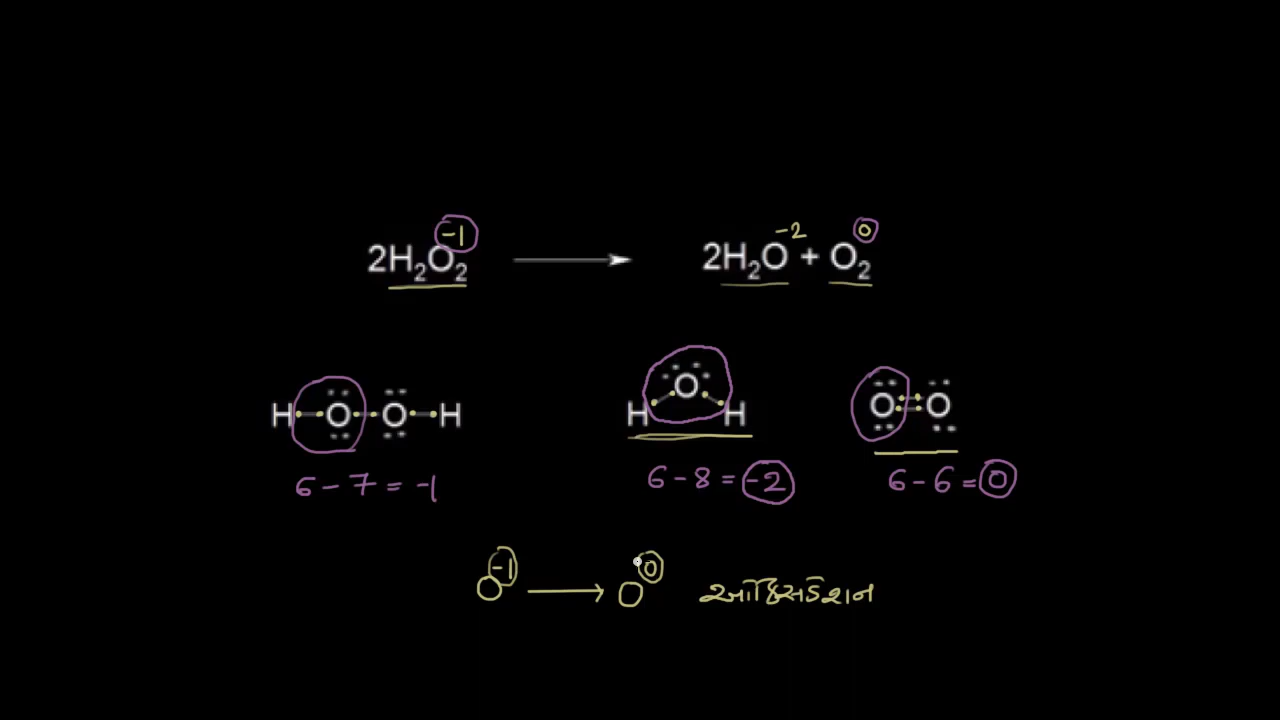 2H₂O₂ -1 ⟶ 2H₂O -2 + O₂ 0
H-O-O-H H O H O=O
6 - 7 = -1 6 - 8 = -2 6 - 6 = 0
O -1 ⟶ O 0 ઓક્સિડેશન